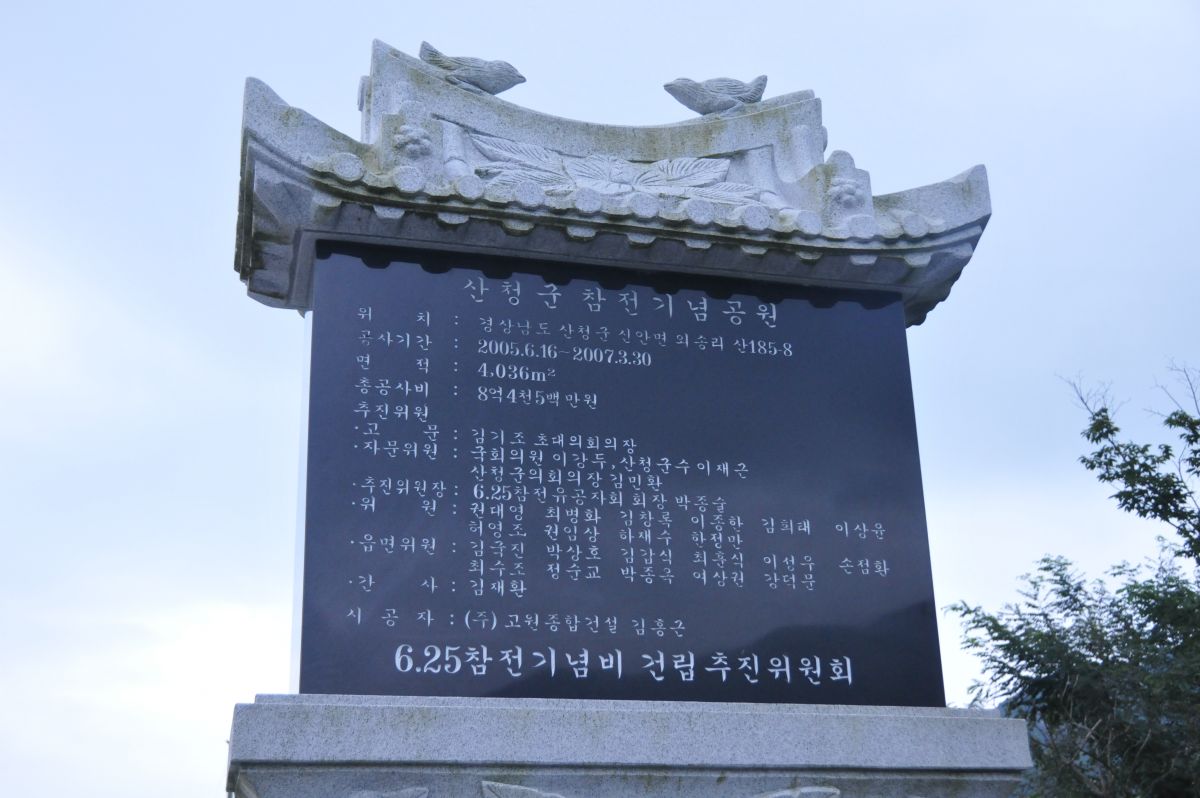 산청군 참전기념공원
위 치 : 경상남도 산청군 신안면 외송리 산185-8
공사기간 : 2005.6.16~2007.3.30
면 적 : 4,036m²
총공사비 : 8억4천5백만원
추진위원
·고 문 : 김기조 초대의회의장
·자문위원 : 국회의원 이강두, 산청군수 이재근
산청군의회의장 김민환
·추진위원장 : 6.25참전유공자회 회장 박종술
·위 원 : 권대영 최병화 김창록 이종한 김희래 이상윤
허영조 권임상 하재수 한정만
·읍면위원 : 김극진 박상호 김갑식 최훈식 이성우 손점환
최수조 정순교 박종옥 여상권 강덕문
·간 사 : 김재환
시 공 자 : (주) 고원종합건설 김홍근
6.25참전기념비 건립추진위원회